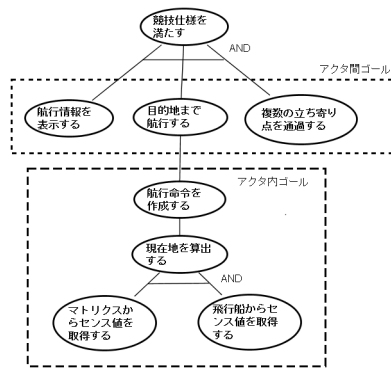 競技仕様を
満たす
AND
アクタ間ゴール
航行情報を
表示する
目的地まで
航行する
複数の立ち寄り
点を通過する
アクタ内ゴール
航行命令を
作成する
現在地を算出
する
AND
マトリクスか
らセンス値を
取得する
飛行船からセ
ンス値を取得
する